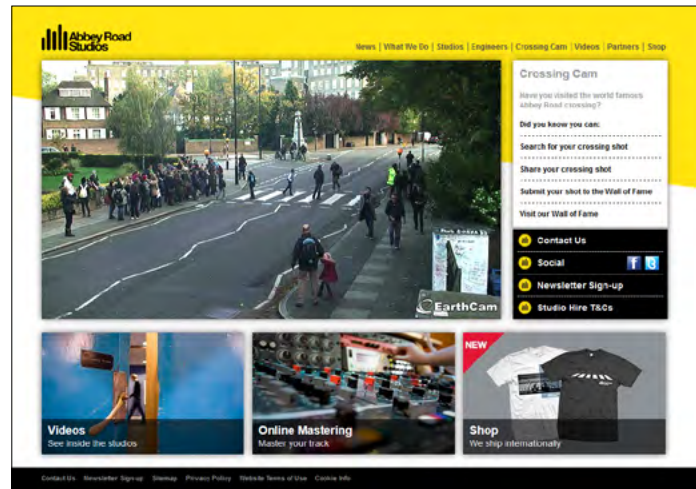 Abbey Road
Studios
News | What We Do | Studios | Engineers | Crossing Cam | Videos | Partners | Shop
Crossing Cam
Have you visited the world famous
Abbey Road crossing?
Did you know you can:
Search for your crossing shot
Share your crossing shot
Submit your shot to the Wall of Fame
Visit our Wall of Fame
Contact Us
Social
Newsletter Sign-up
Studio Hire T&Cs
EarthCam
Videos
See inside the studios
Online Mastering
Master your track
NEW
Shop
We ship internationally
Contact Us Newsletter Sign-up Sitemap Privacy Policy Website Terms of Use Cookie Info